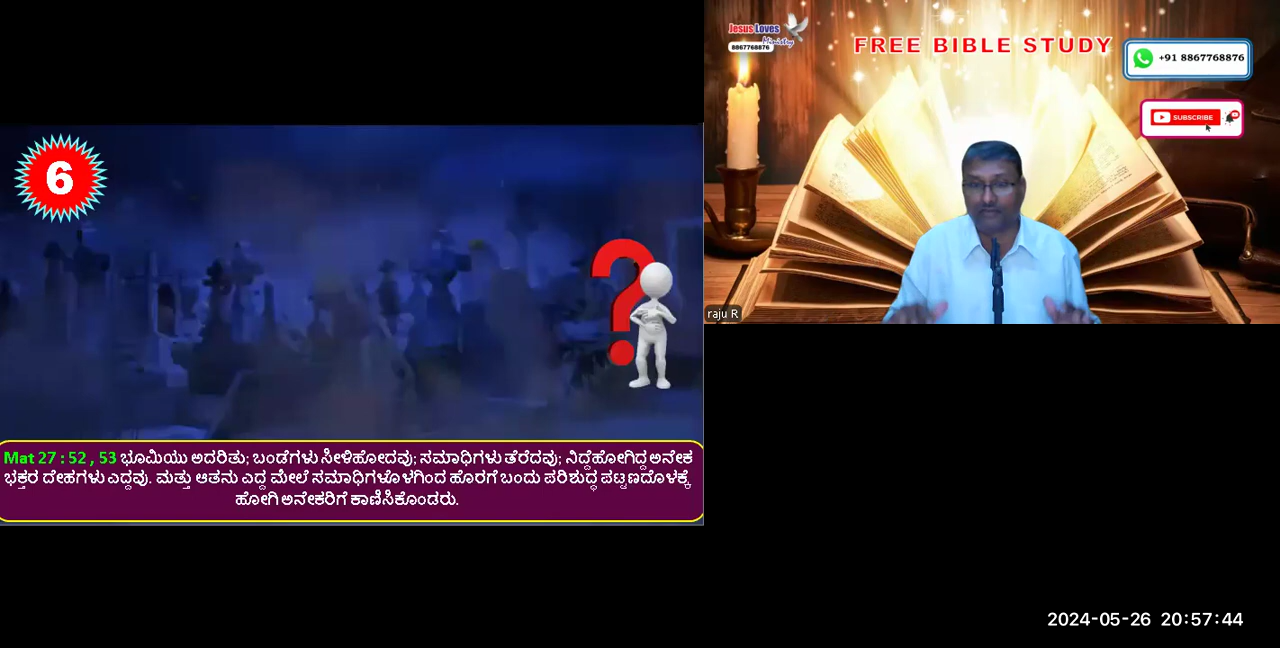 6
Mat 27 : 52 , 53 ಭೂಮಿಯು ಅದರಿತು; ಬಂಡೆಗಳು ಸೀಳಿಹೋದವು; ಸಮಾಧಿಗಳು ತೆರೆದವು; ನಿದ್ದೆಹೋಗಿದ್ದ ಅನೇಕ
ಭಕ್ತರ ದೇಹಗಳು ಎದ್ದವು. ಮತ್ತು ಆತನು ಎದ್ದ ಮೇಲೆ ಸಮಾಧಿಗಳೊಳಗಿಂದ ಹೊರಗೆ ಬಂದು ಪರಿಶುದ್ಧ ಪಟ್ಟಣದೊಳಕ್ಕೆ
ಹೋಗಿ ಅನೇಕರಿಗೆ ಕಾಣಿಸಿಕೊಂಡರು.
Jesus Loves
Ministry
8867768876
FREE BIBLE STUDY
+91 8867768876
SUBSCRIBE
raju R
2024-05-26 20:57:44